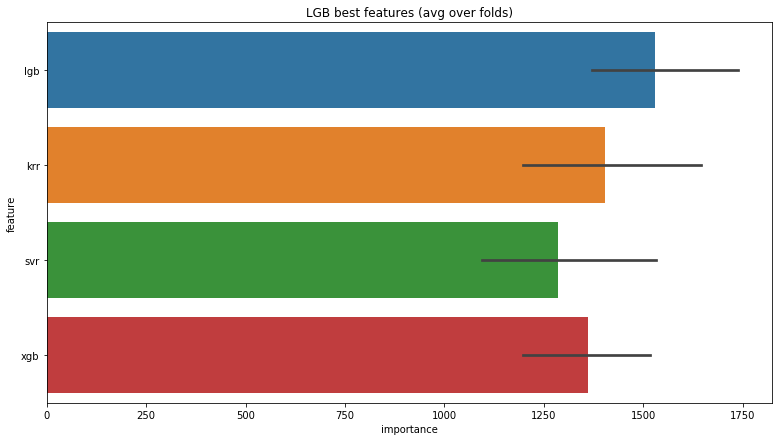 LGB best features (avg over folds)
feature
lgb
krr
svr
xgb
0 250 500 750 1000 1250 1500 1750
importance